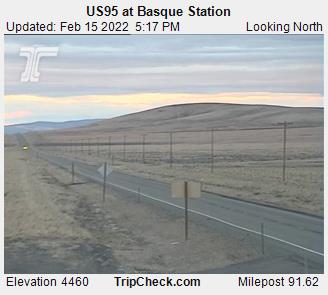 US95 at Basque Station
Updated: Feb 15 2022 5:17 PM Looking North
Elevation 4460 TripCheck.com Milepost 91.62